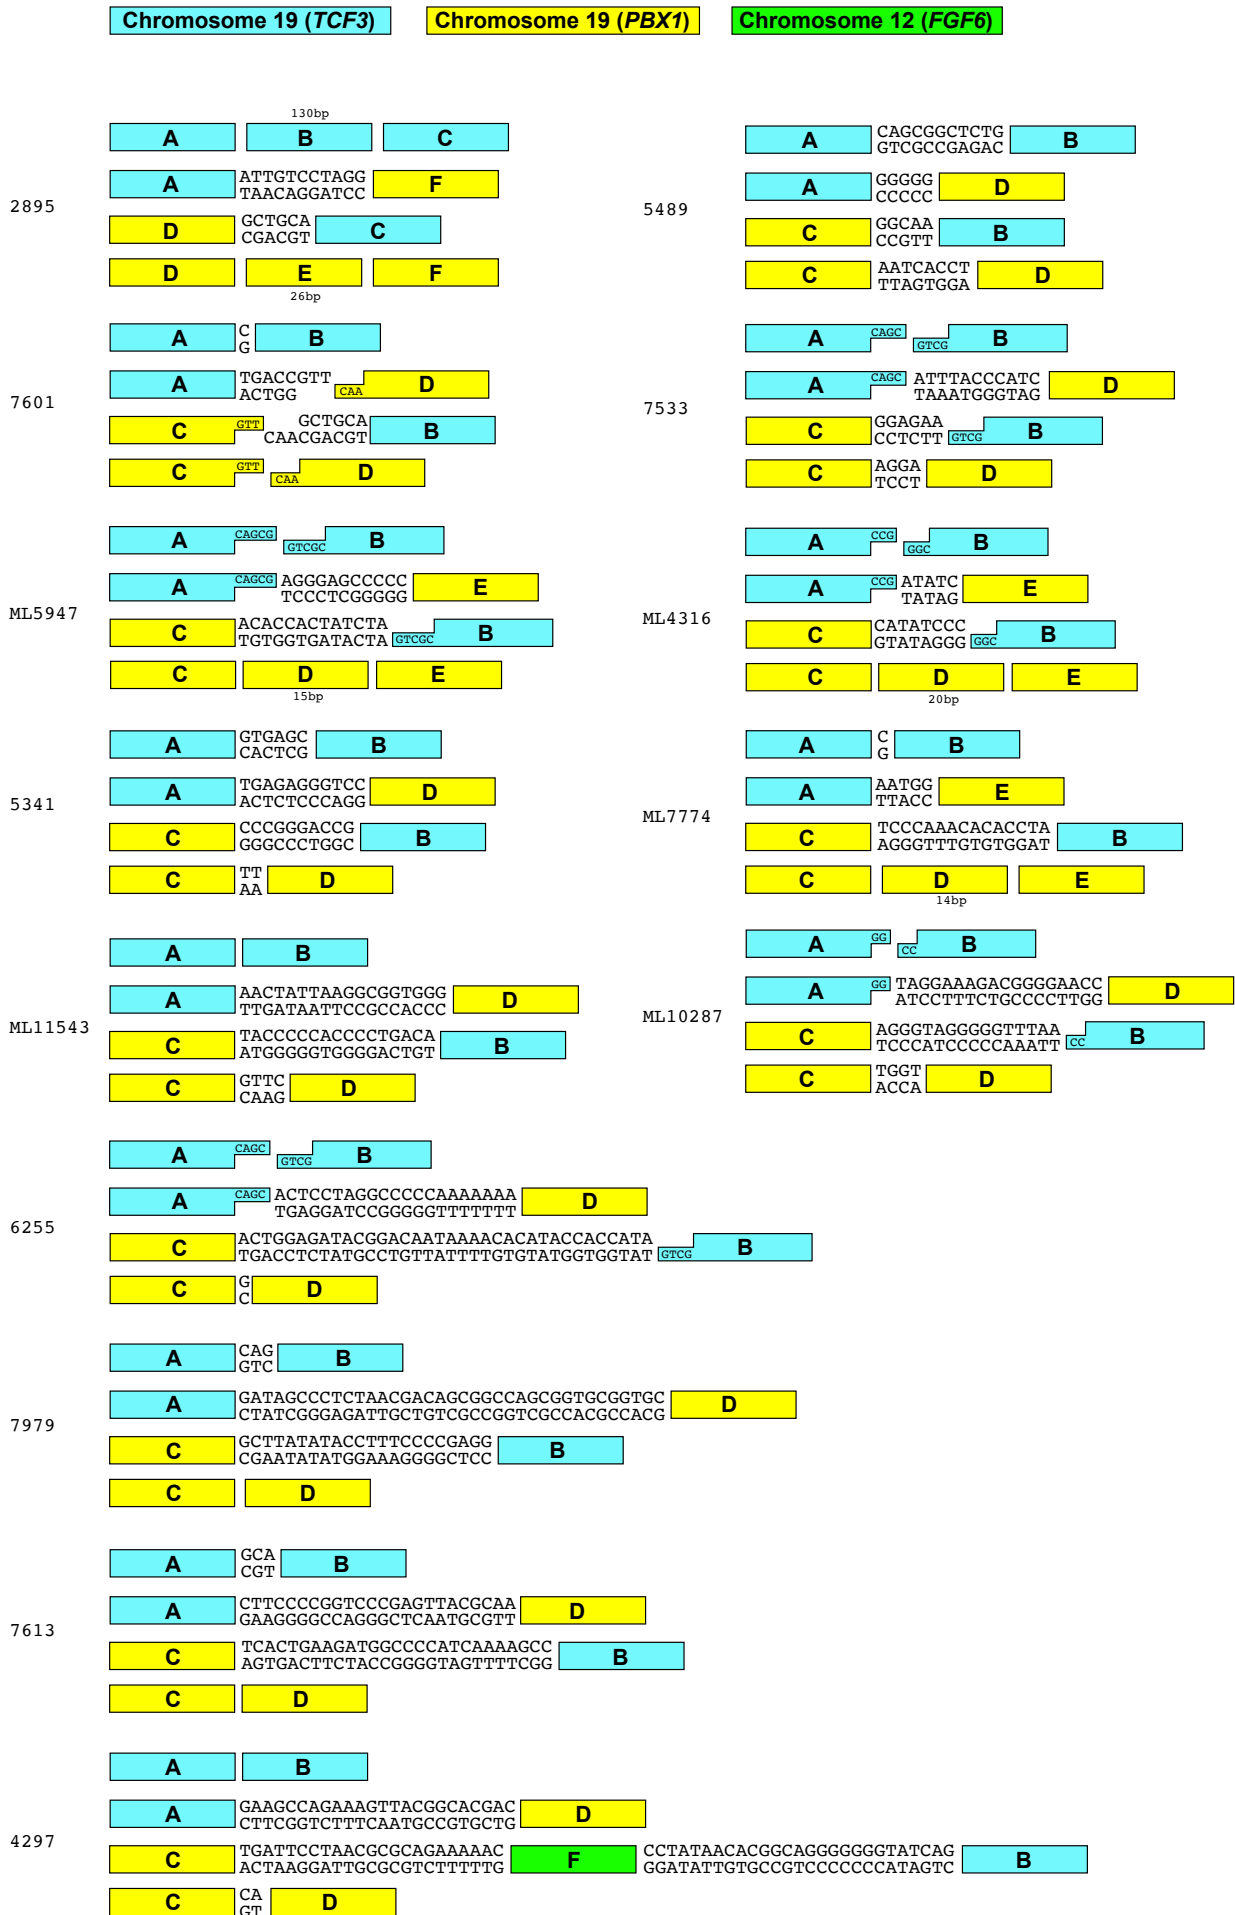 Chromosome 19 (TCF3) Chromosome 19 (PBX1) Chromosome 12 (FGF6)
2895
130bp
A B C
A ATTGTCCTAGG F
TAACAGGATCC
D GCTGCA C
CGACGT
D E F
26bp
5489
A CAGCGGCTCTG B
GTCGCCGAGAC
A GGGGG D
CCCCC
C GGCAA B
CCGTT
C AATCACCT D
TTAGTGGA
7601
A C B
G
A TGACCGTT D
ACTGG CAA
C GTT GCTGCA B
CAACGACGT
C GTT CAA D
7533
A CAGC GTCG B
A CAGC ATTTACCCATC D
TAAATGGGTAG
C GGAGAA B
CCTCTT GTCG
C AGGA D
TCCT
ML5947
A CAGCG GTCGC B
A CAGCG AGGGAGCCCCC E
TCCCTCGGGGG
C ACACCACTATCTA B
TGTGGTGATACTA GTCGC
C D E
15bp
ML4316
A CCG GGC B
A CCG ATATC E
TATAG
C CATATCCC B
GTATAGGG GGC
C D E
20bp
5341
A GTGAGC B
CACTCG
A TGAGAGGGTCC D
ACTCTCCCAGG
C CCCGGGACCG B
GGGCCCTGGC
C TT D
AA
ML7774
A C B
G
A AATGG E
TTACC
C TCCCAAACACACCTA B
AGGGTTTGTGTGGAT
C D E
14bp
ML11543
A B
A AACTATTAAGGCGGTGGG D
TTGATAATTCCGCCACCC
C TACCCCCACCCCTGACA B
ATGGGGGTGGGGACTGT
C GTTC D
CAAG
ML10287
A GG CC B
A GG TAGGAAAGACGGGGAACC D
ATCCTTTCTGCCCCTTGG
C AGGGTAGGGGGTTTAA B
TCCCATCCCCCAAATT CC
C TGGT D
ACCA
6255
A CAGC GTCG B
A CAGC ACTCCTAGGCCCCCAAAAAAA D
TGAGGATCCGGGGGTTTTTTT
C ACTGGAGATACGGACAATAAAACACATACCACCATA B
TGACCTCTATGCCTGTTATTTTGTGTATGGTGGTAT GTCG
C G D
C
7979
A CAG B
GTC
A GATAGCCCTCTAACGACAGCGGCCAGCGGTGCGGTGC D
CTATCGGGAGATTGCTGTCGCCGGTCGCCACGCCACG
C GCTTATATACCTTTCCCCGAGG B
CGAATATATGGAAAGGGGCTCC
C D
7613
A GCA B
CGT
A CTTCCCCGGTCCCGAGTTACGCAA D
GAAGGGGCCAGGGCTCAATGCGTT
C TCACTGAAGATGGCCCCATCAAAAGCC B
AGTGACTTCTACCGGGGTAGTTTTCGG
C D
4297
A B
A GAAGCCAGAAAGTTACGGCACGAC D
CTTCGGTCTTTCAATGCCGTGCTG
C TGATTCCTAACGCGCAGAAAAAC F CCTATAACACGGCAGGGGGGGTATCAG B
ACTAAGGATTGCGCGTCTTTTTG GGATATTGTGCCGTCCCCCCCATAGTC
C CA D
GT